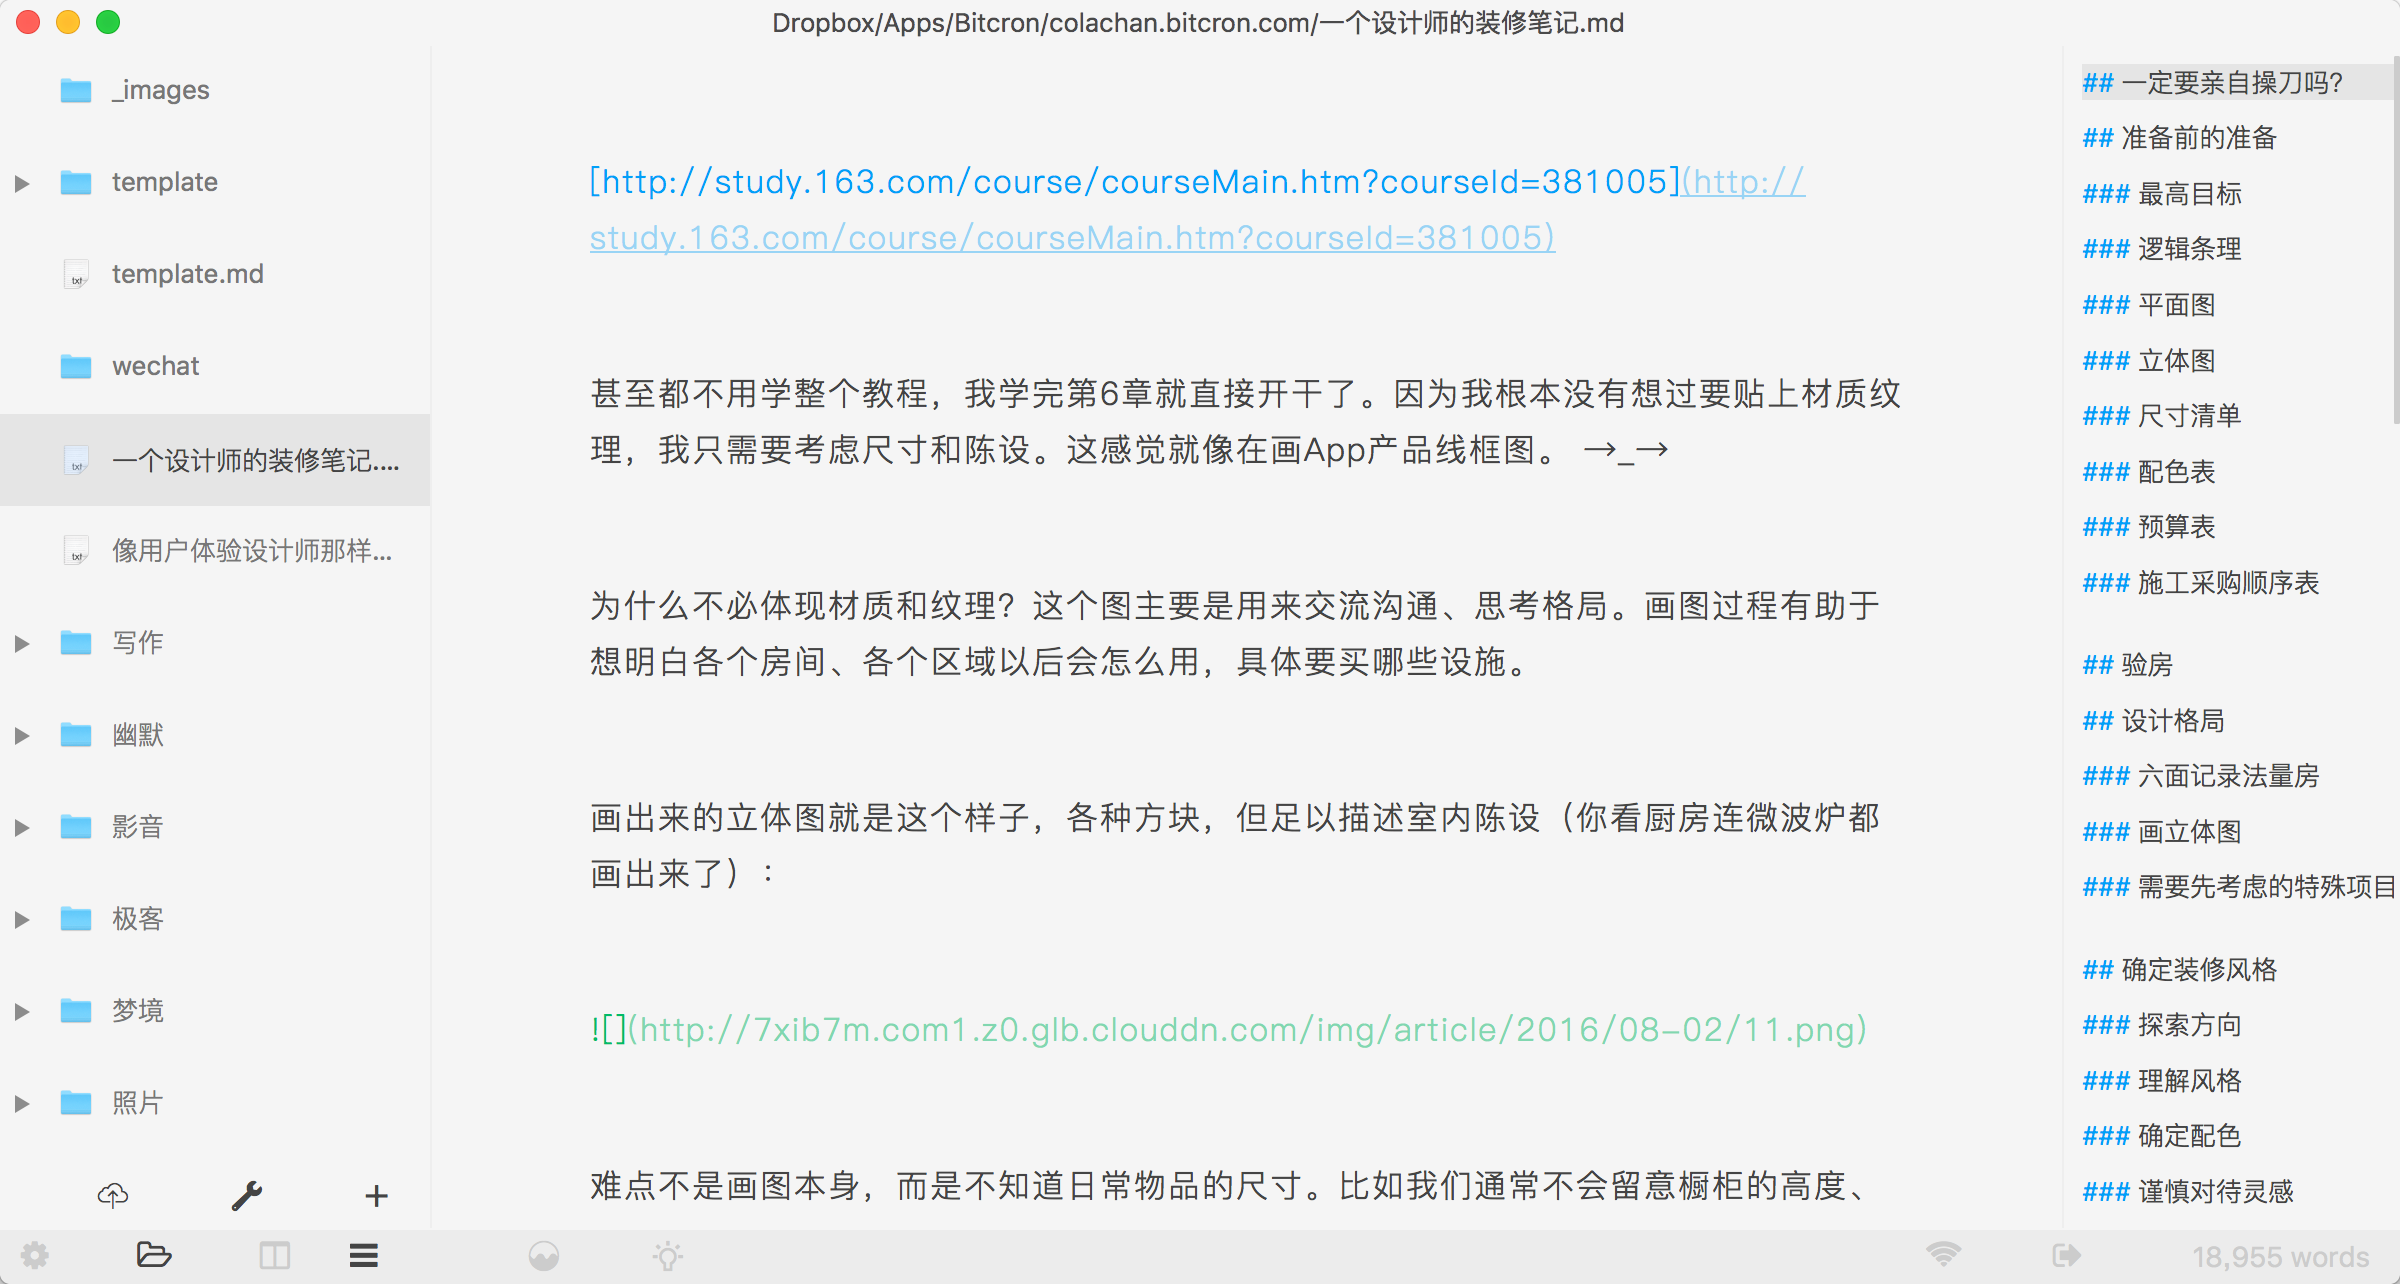 Dropbox/Apps/Bitcron/colachan.bitcron.com/一个设计师的装修笔记.md
_images
template
template.md
wechat
一个设计师的装修笔记....
像用户体验设计师那样...
写作
幽默
影音
极客
梦境
照片
[http://study.163.com/course/courseMain.htm?courseId=381005](http://
study.163.com/course/courseMain.htm?courseId=381005)
甚至都不用学整个教程，我学完第6章就直接开干了。因为我根本没有想过要贴上材质纹
理，我只需要考虑尺寸和陈设。这感觉就像在画App产品线框图。 →_→
为什么不必体现材质和纹理？这个图主要是用来交流沟通、思考格局。画图过程有助于
想明白各个房间、各个区域以后会怎么用，具体要买哪些设施。
画出来的立体图就是这个样子，各种方块，但足以描述室内陈设（你看厨房连微波炉都
画出来了）：
![](http://7xib7m.com1.z0.glb.clouddn.com/img/article/2016/08-02/11.png)
难点不是画图本身，而是不知道日常物品的尺寸。比如我们通常不会留意橱柜的高度、
## 一定要亲自操刀吗？
## 准备前的准备
### 最高目标
### 逻辑条理
### 平面图
### 立体图
### 尺寸清单
### 配色表
### 预算表
### 施工采购顺序表
## 验房
## 设计格局
### 六面记录法量房
### 画立体图
### 需要先考虑的特殊项目
## 确定装修风格
### 探索方向
### 理解风格
### 确定配色
### 谨慎对待灵感
18,955 words